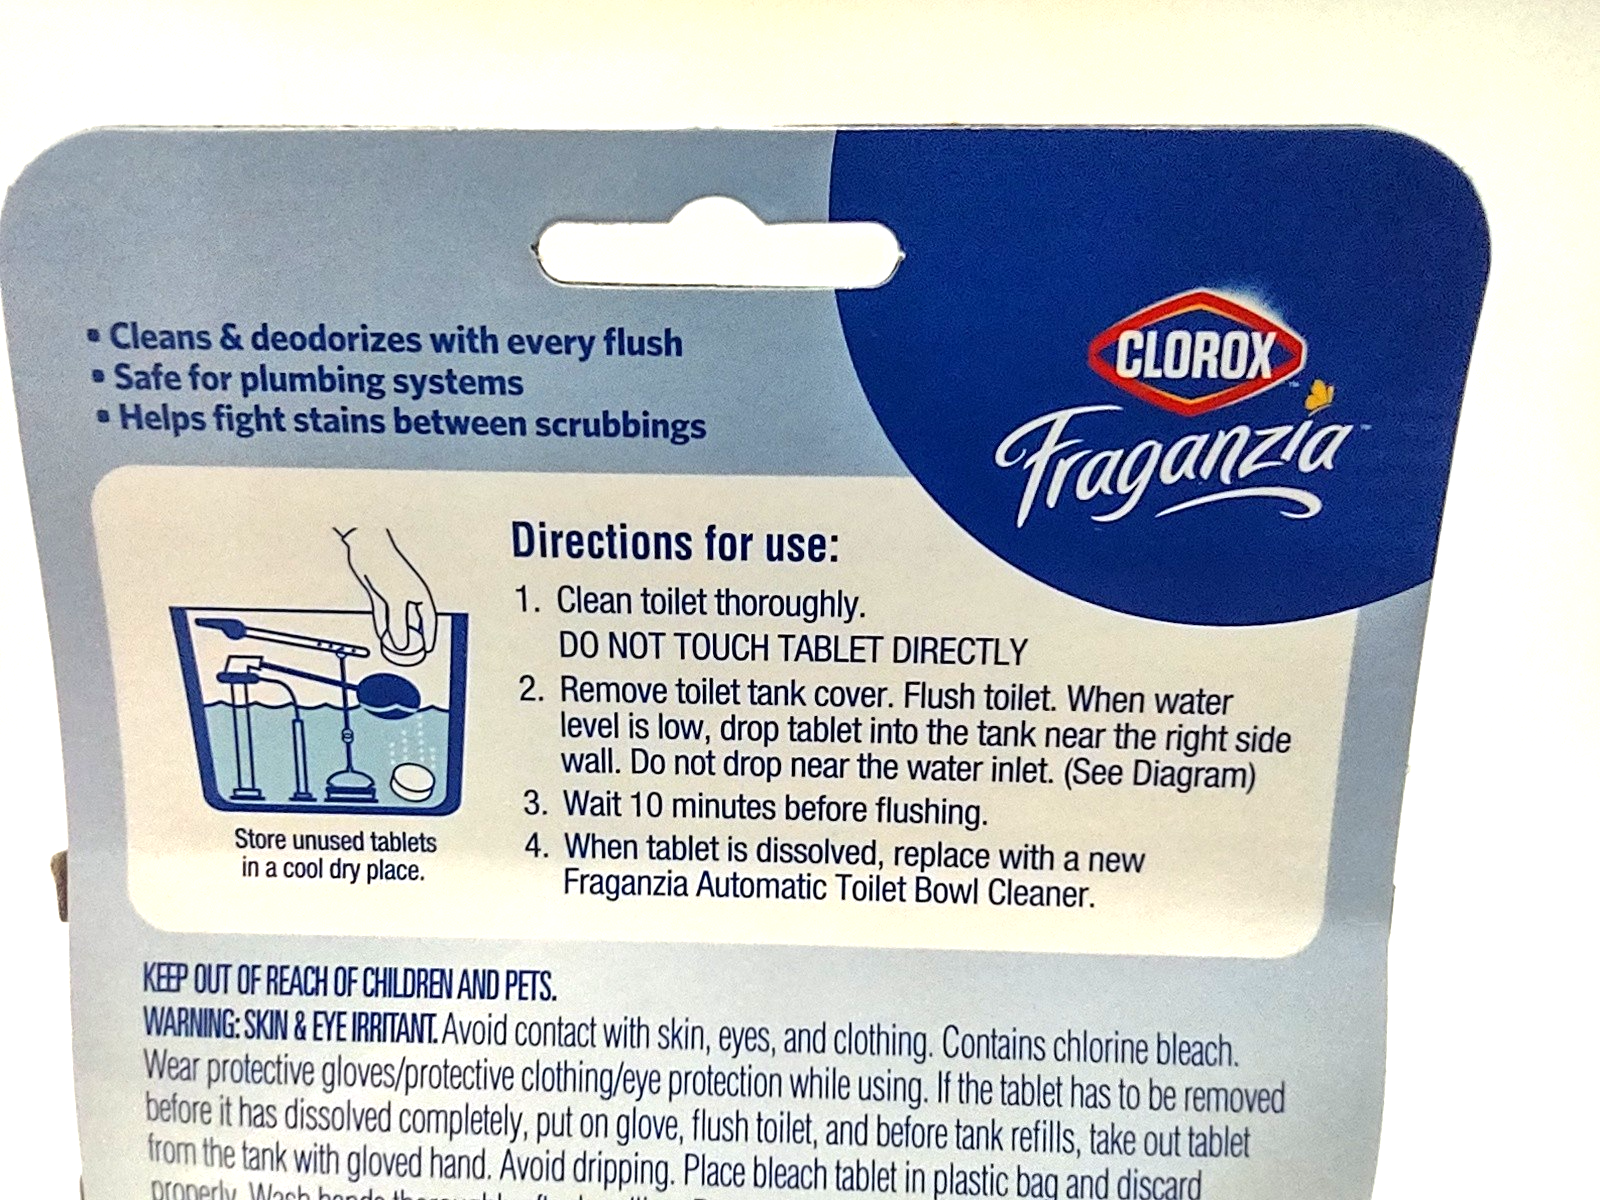 ▪ Cleans & deodorizes with every flush
▪ Safe for plumbing systems
▪ Helps fight stains between scrubbings
CLOROX™
Fraganzia™
Directions for use:
1. Clean toilet thoroughly.
DO NOT TOUCH TABLET DIRECTLY
2. Remove toilet tank cover. Flush toilet. When water
level is low, drop tablet into the tank near the right side
wall. Do not drop near the water inlet. (See Diagram)
3. Wait 10 minutes before flushing.
4. When tablet is dissolved, replace with a new
Fraganzia Automatic Toilet Bowl Cleaner.
Store unused tablets
in a cool dry place.
KEEP OUT OF REACH OF CHILDREN AND PETS.
WARNING: SKIN & EYE IRRITANT. Avoid contact with skin, eyes, and clothing. Contains chlorine bleach.
Wear protective gloves/protective clothing/eye protection while using. If the tablet has to be removed
before it has dissolved completely, put on glove, flush toilet, and before tank refills, take out tablet
from the tank with gloved hand. Avoid dripping. Place bleach tablet in plastic bag and discard
properly. Wash hands